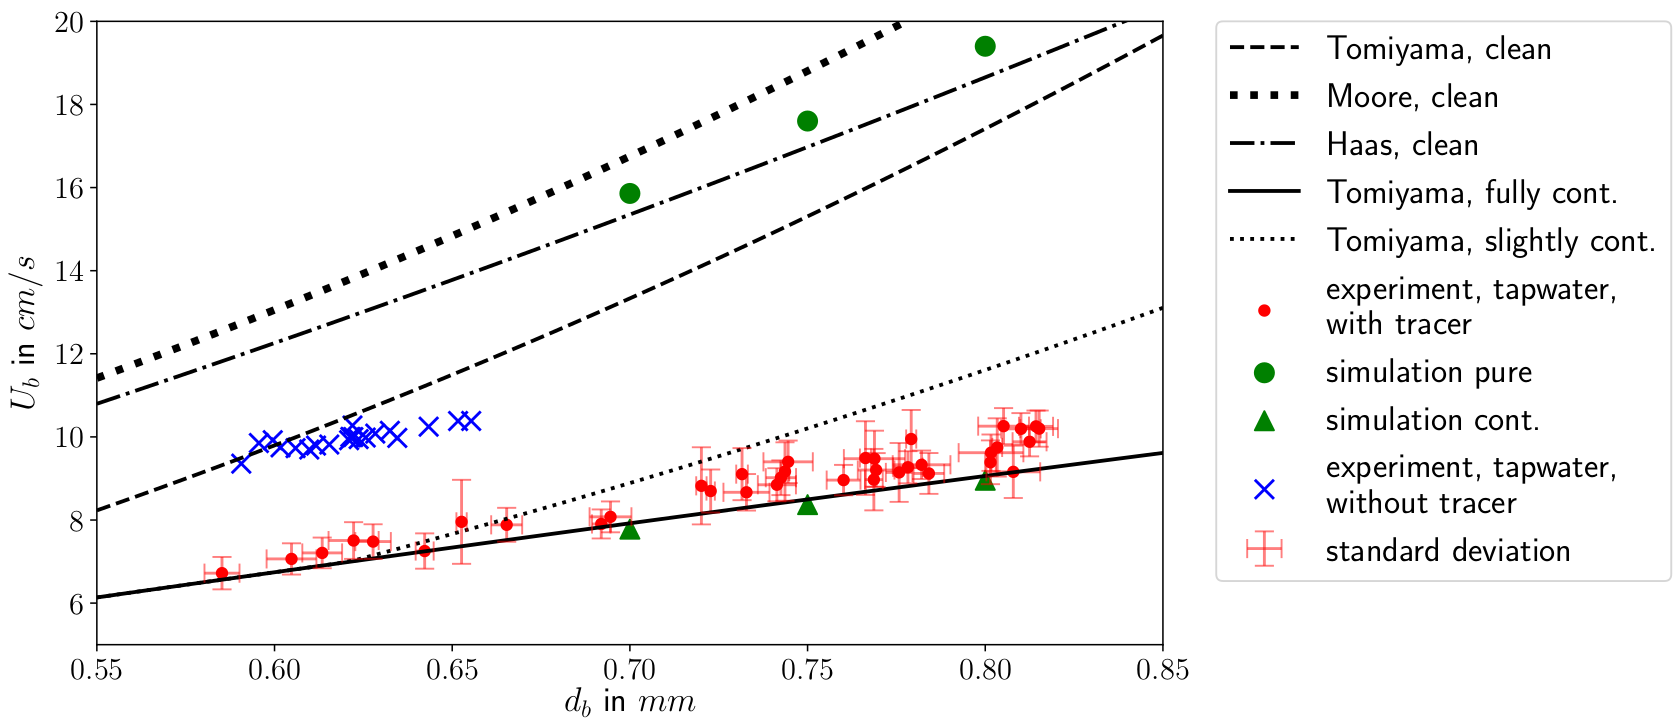 20
18
16
14
12
10
8
6
U_b in cm/s
0.55 0.60 0.65 0.70 0.75 0.80 0.85
d_b in mm
Tomiyama, clean
Moore, clean
Haas, clean
Tomiyama, fully cont.
Tomiyama, slightly cont.
experiment, tapwater,
with tracer
simulation pure
simulation cont.
experiment, tapwater,
without tracer
standard deviation